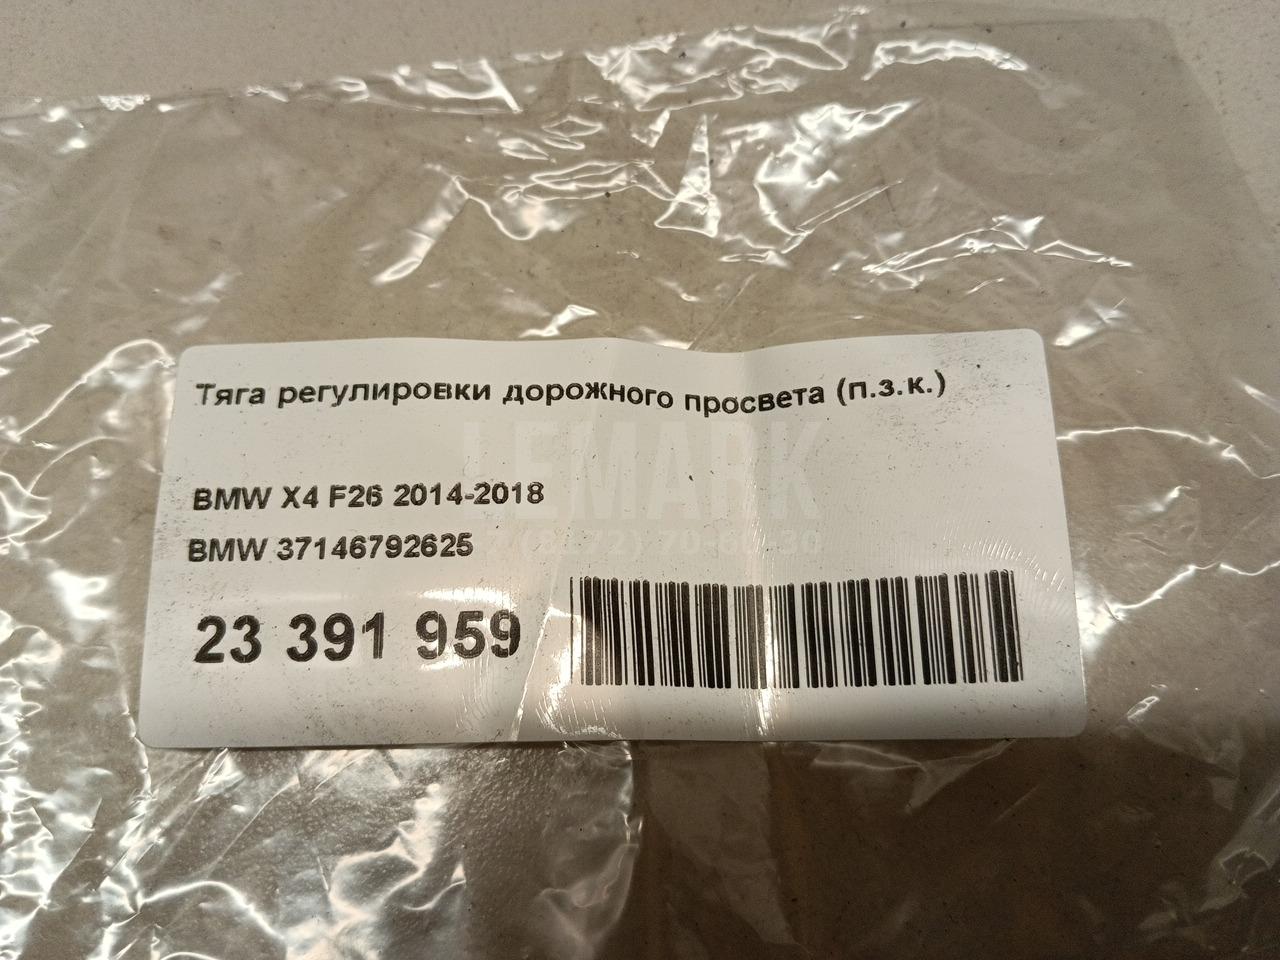 Тяга регулировки дорожного просвета (п.з.к.)
LEMARK
BMW X4 F26 2014-2018
BMW 37146792625
23 391 959